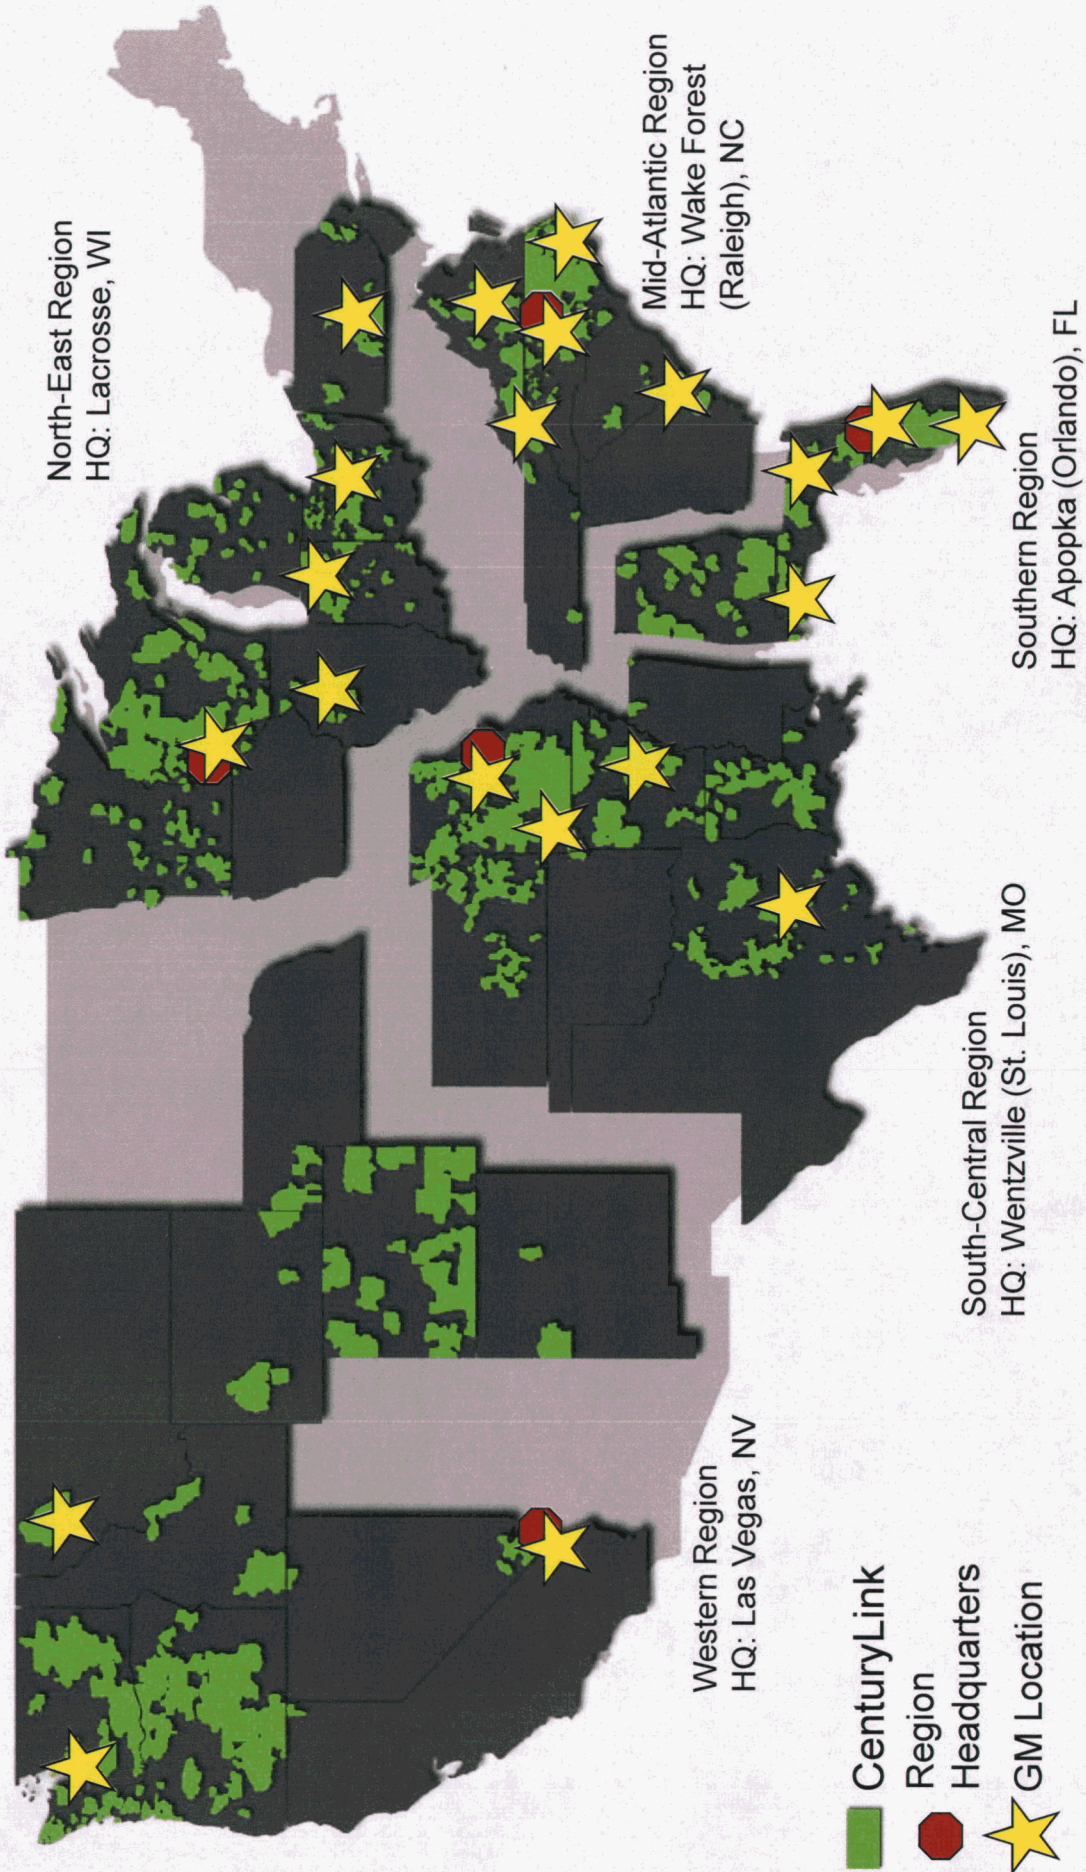 North-East Region
HQ: Lacrosse, WI
Mid-Atlantic Region
HQ: Wake Forest
(Raleigh), NC
Southern Region
HQ: Apopka (Orlando), FL
South-Central Region
HQ: Wentzville (St. Louis), MO
Western Region
HQ: Las Vegas, NV
CenturyLink
Region
Headquarters
GM Location